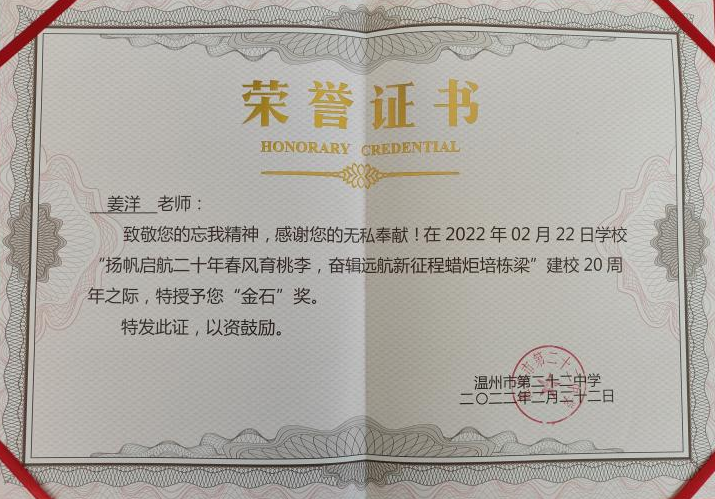 荣誉证书
HONORARY CREDENTIAL
姜洋 老师：
致敬您的忘我精神，感谢您的无私奉献！在 2022 年 02 月 22 日学校
“扬帆启航二十年春风育桃李，奋辑远航新征程蜡炬培栋梁”建校 20 周
年之际，特授予您“金石”奖。
特发此证，以资鼓励。
温州市第二十二中学
二〇二二年二月二十二日